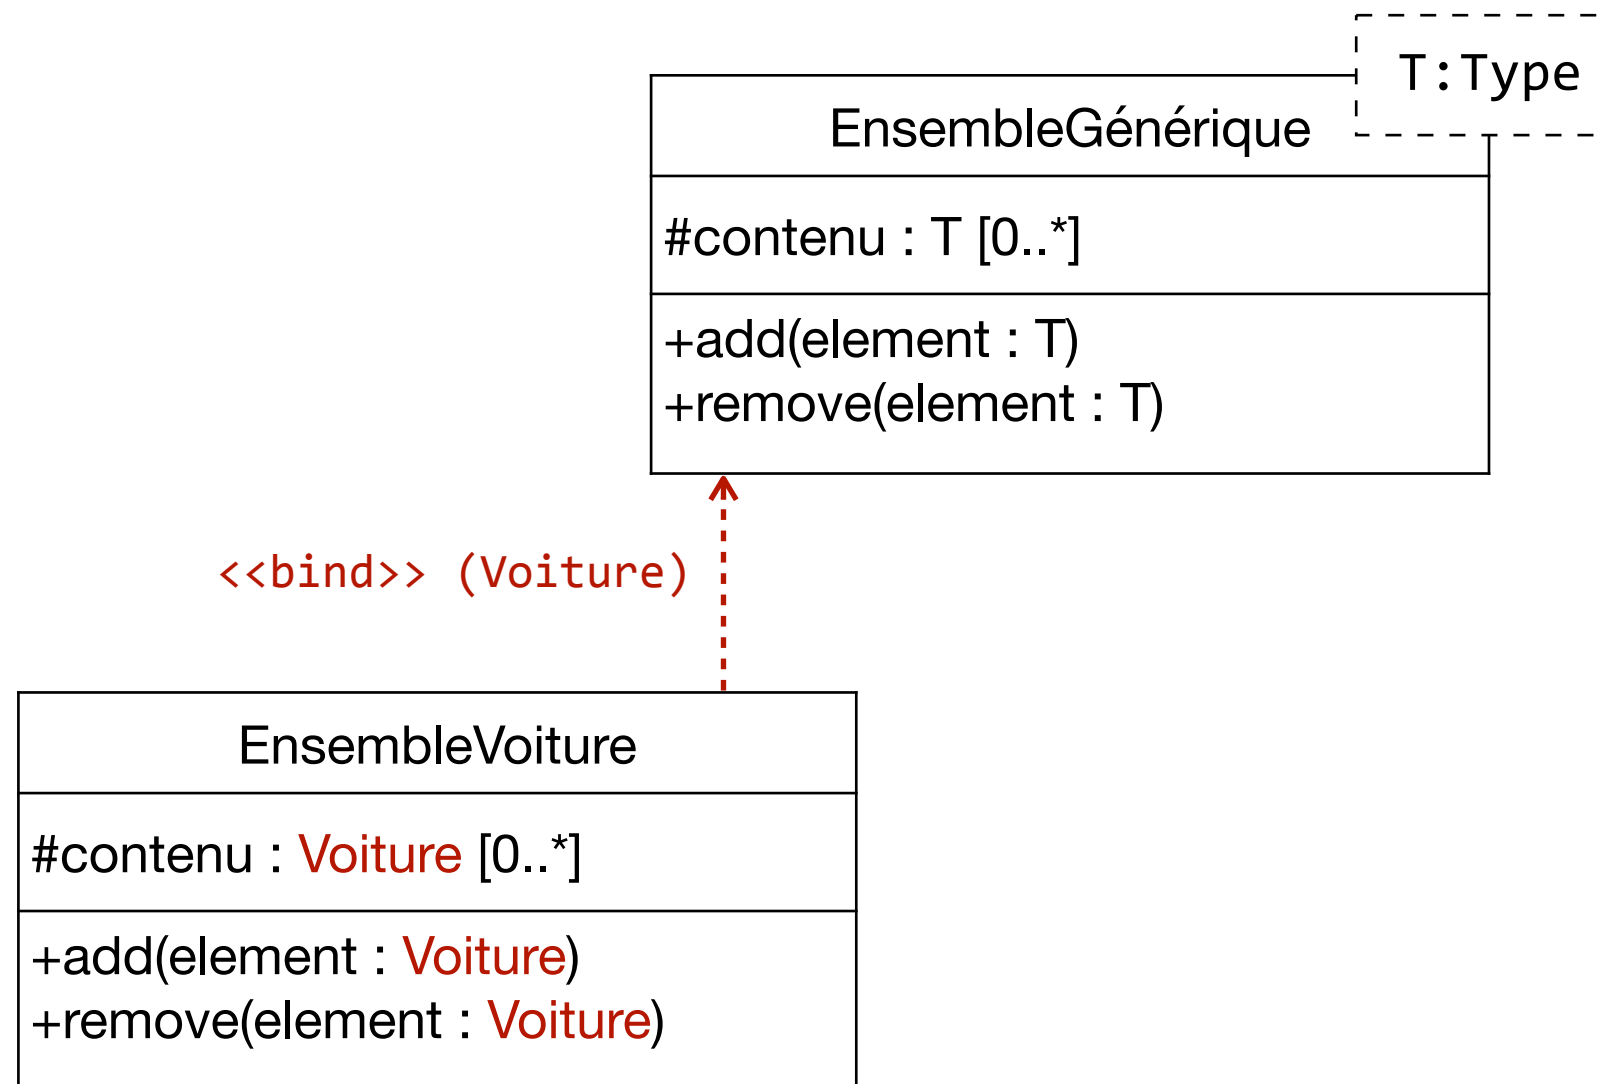 T:Type
EnsembleGénérique
#contenu : T [0..*]
+add(element : T)
+remove(element : T)
<<bind>> (Voiture)
EnsembleVoiture
#contenu : Voiture [0..*]
+add(element : Voiture)
+remove(element : Voiture)